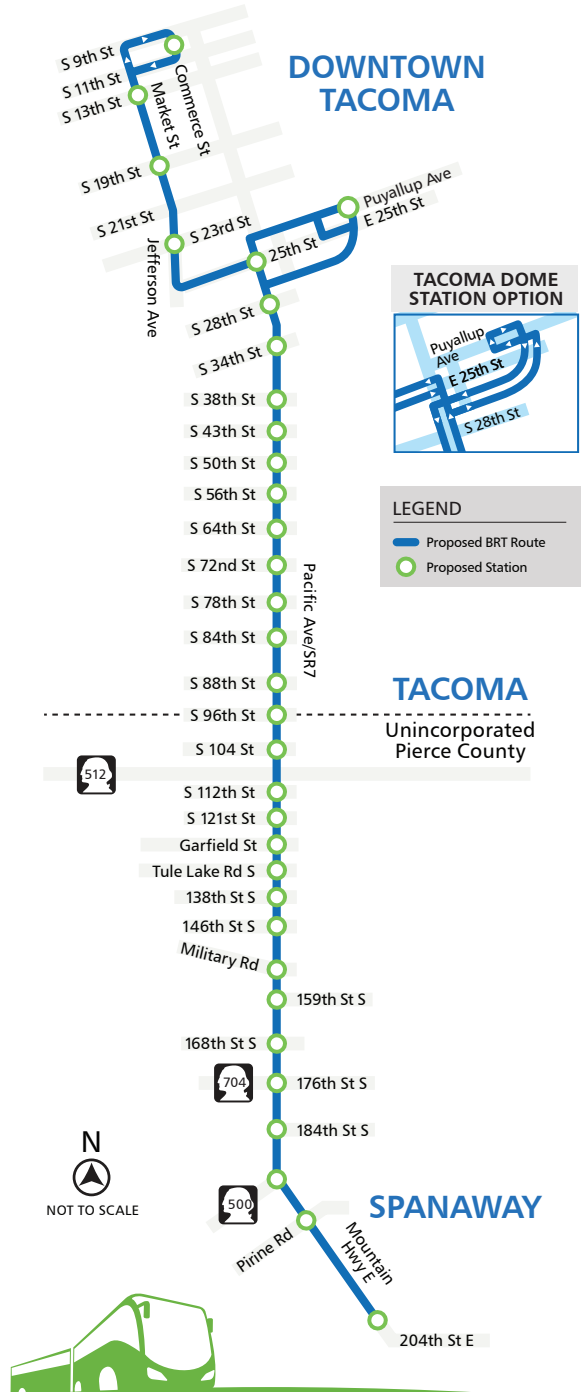 DOWNTOWN
TACOMA
S 9th St
S 11th St
S 13th St
Commerce St
Market St
S 19th St
S 21st St
S 23rd St
Jefferson Ave
Puyallup Ave
E 25th St
25th St
S 28th St
S 34th St
TACOMA DOME
STATION OPTION
Puyallup
Ave
E 25th St
S 28th St
S 38th St
S 43th St
S 50th St
S 56th St
S 64th St
S 72nd St
S 78th St
S 84th St
S 88th St
S 96th St
S 104 St
Pacific Ave/SR7
LEGEND
Proposed BRT Route
Proposed Station
TACOMA
Unincorporated
Pierce County
512
S 112th St
S 121st St
Garfield St
Tule Lake Rd S
138th St S
146th St S
Military Rd
159th St S
168th St S
704
176th St S
184th St S
N
NOT TO SCALE
500
SPANAWAY
Pirine Rd
Mountain
Hwy E
204th St E